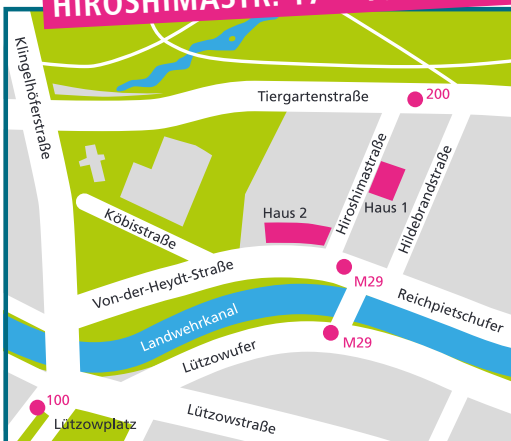 HIROSHIMASTR. 17
Klingelhöferstraße
Tiergartenstraße
200
Hiroshimastraße
Haus 1
Hildebrandstraße
Haus 2
Köbisstraße
Von-der-Heydt-Straße
M29
Reichpietschufer
Landwehrkanal
M29
Lützowufer
100
Lützowplatz
Lützowstraße